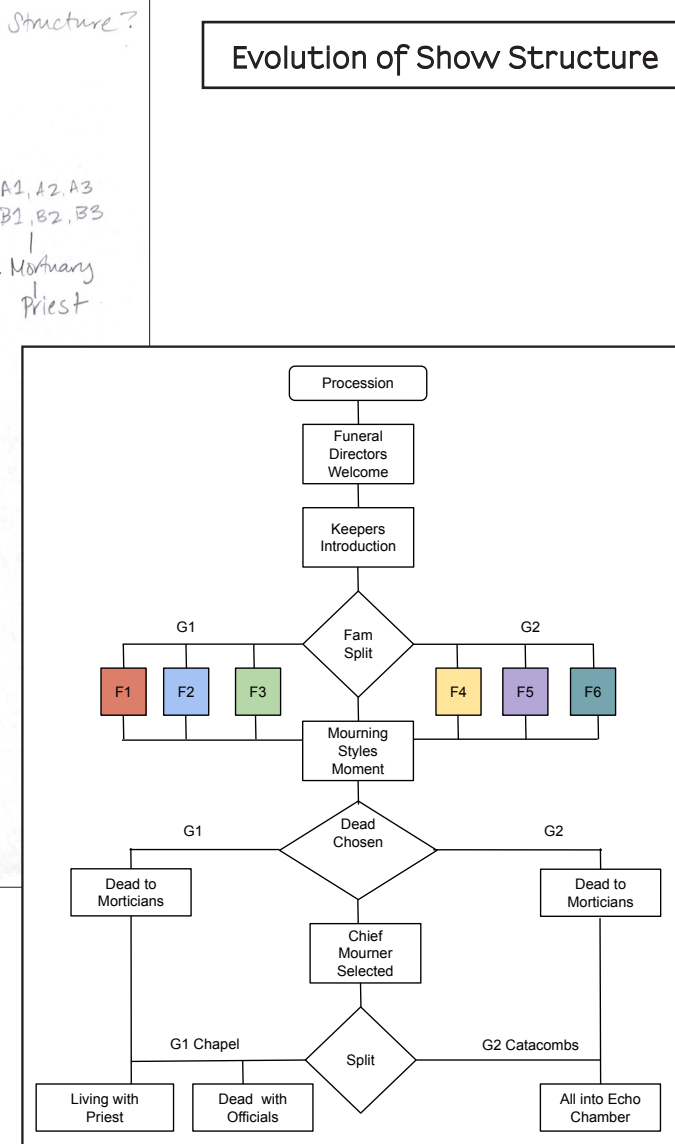 Structure?
Evolution of Show Structure
A1, A2, A3
B1, B2, B3
Mortuary
Priest
Procession
Funeral
Directors
Welcome
Keepers
Introduction
G1
Fam
Split
G2
F1
F2
F3
F4
F5
F6
Mourning
Styles
Moment
G1
Dead
Chosen
G2
Dead to
Morticians
Dead to
Morticians
Chief
Mourner
Selected
G1 Chapel
Split
G2 Catacombs
Living with
Priest
Dead with
Officials
All into Echo
Chamber